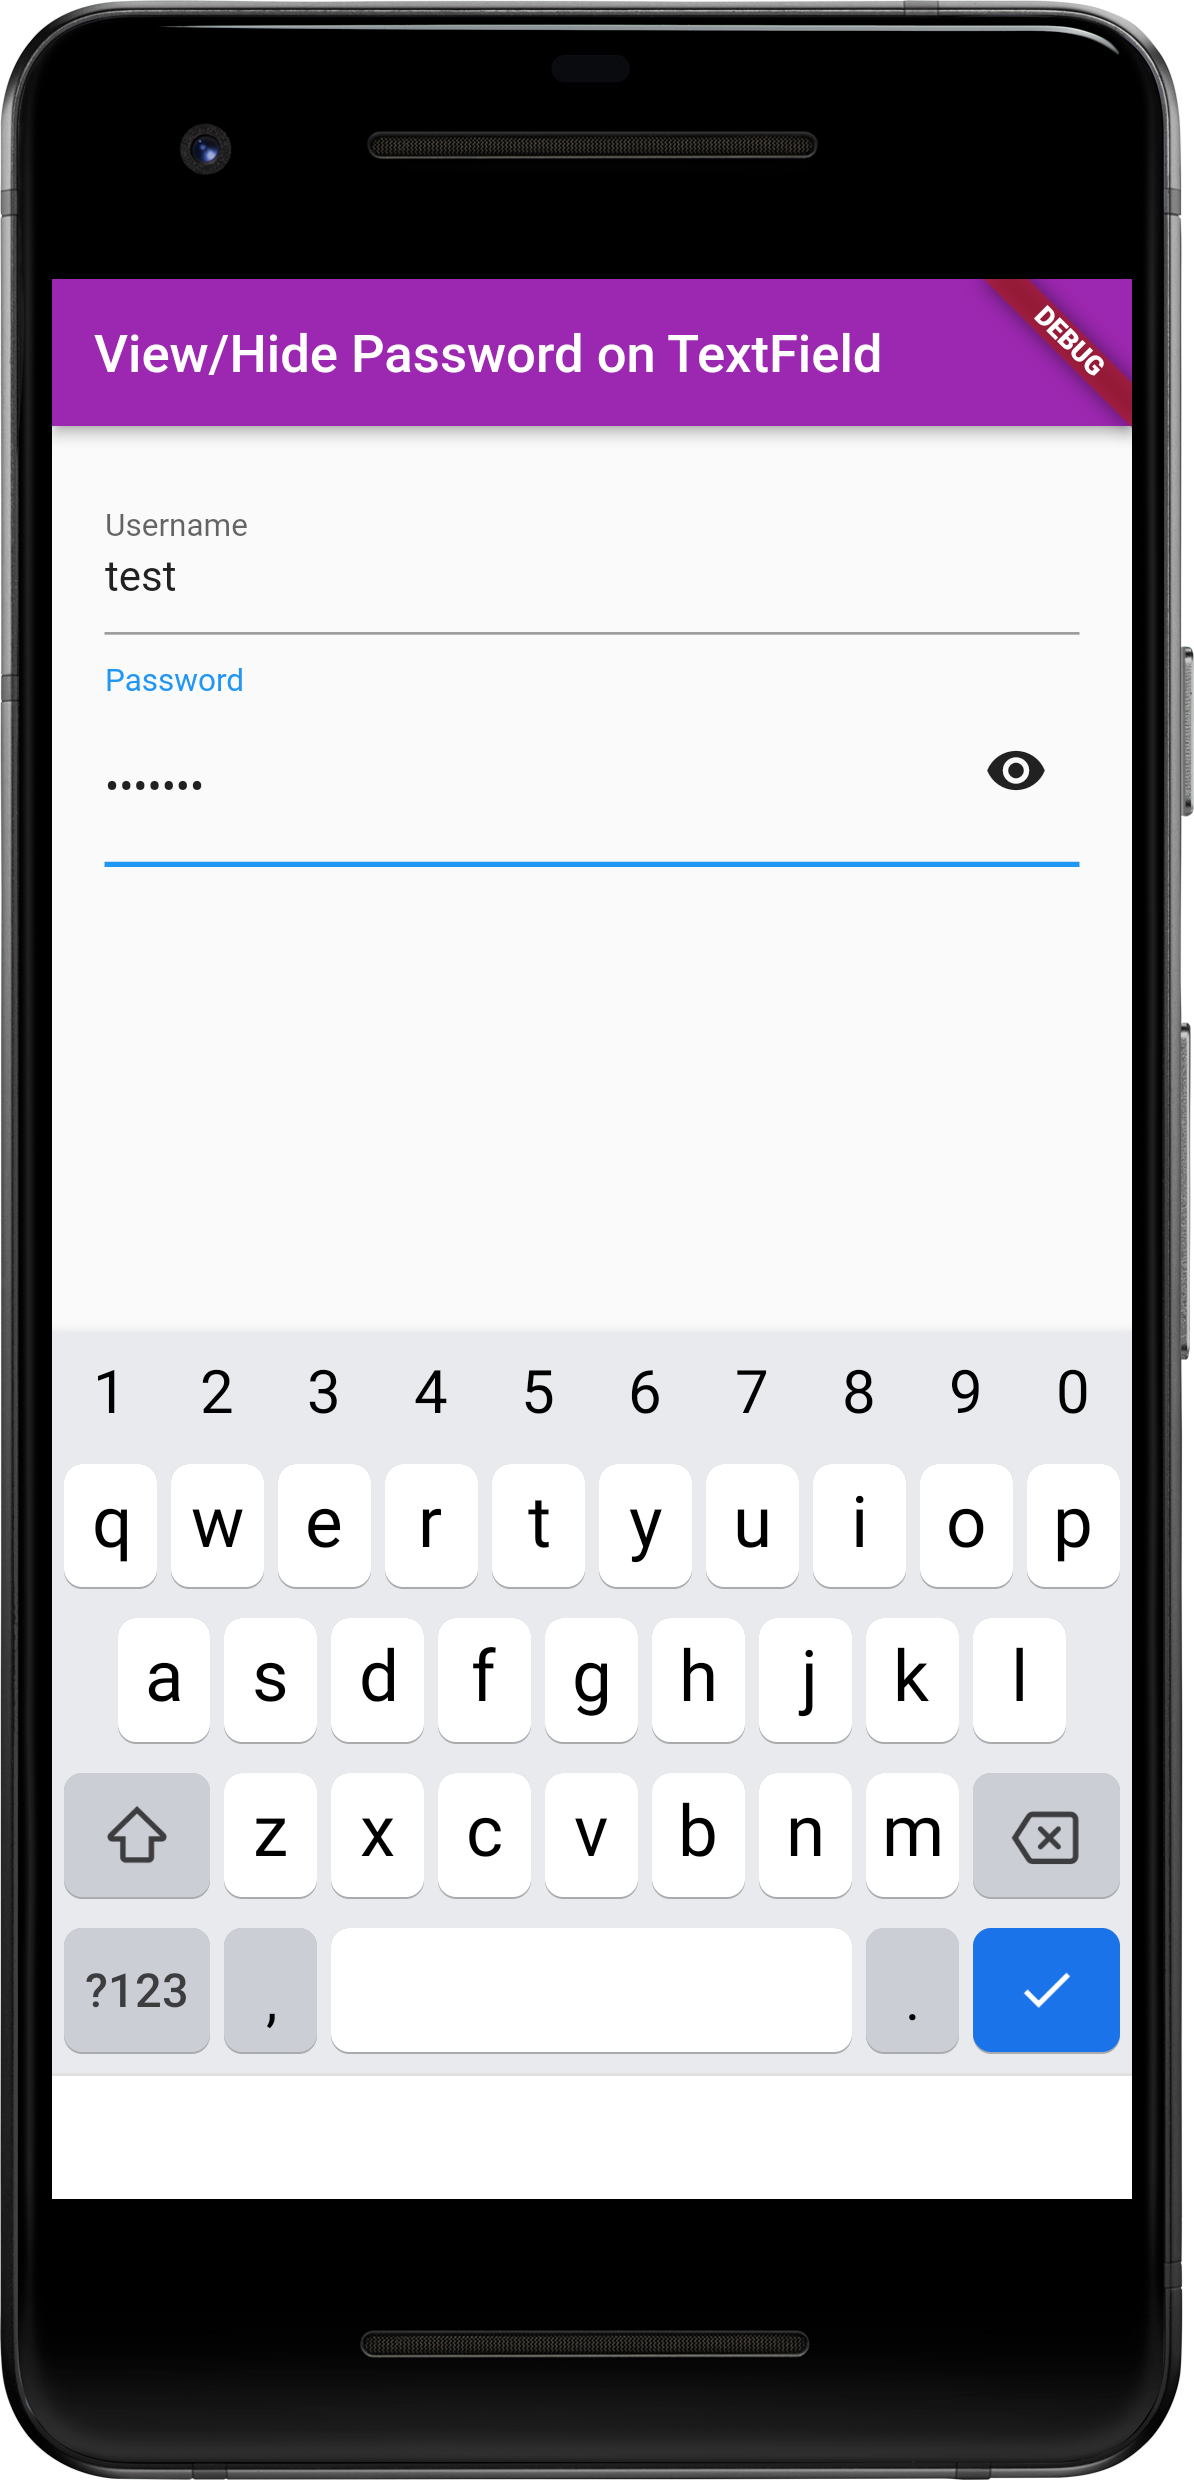 View/Hide Password on TextField
DEBUG
Username
test
Password
•••••••
1 2 3 4 5 6 7 8 9 0
q w e r t y u i o p
a s d f g h j k l
z x c v b n m
?123 , .